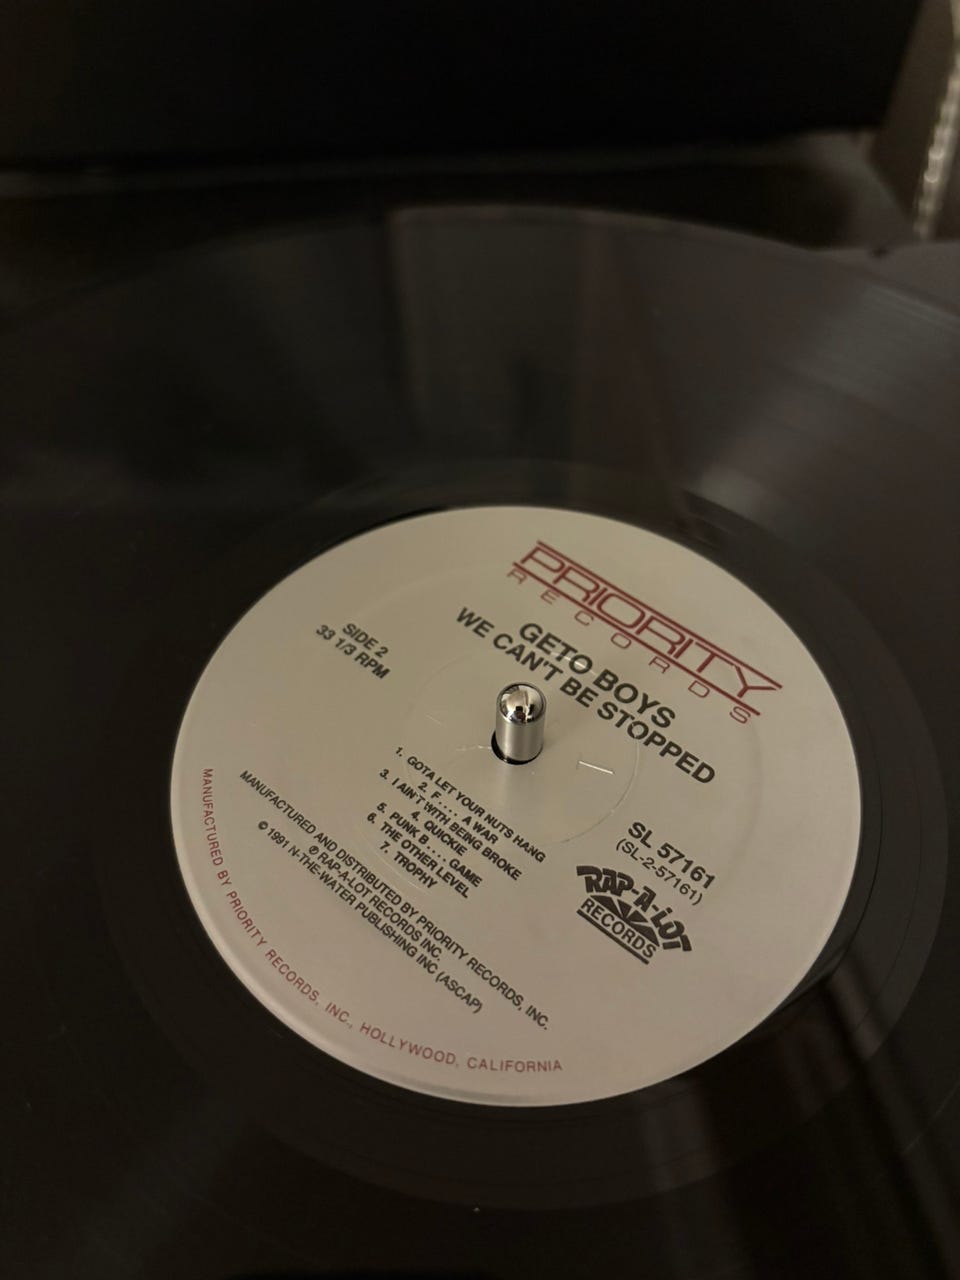 PRIORITY
RECORDS
GETO BOYS
WE CAN'T BE STOPPED
SIDE 2
33 1/3 RPM
1. GOTA LET YOUR NUTS HANG
2. F.... A WAR
3. I AIN'T WITH BEING BROKE
4. QUICKIE
5. PUNK B.... GAME
6. THE OTHER LEVEL
7. TROPHY
SL 57161
(SL-2-57161)
RAP-A-LOT
RECORDS
MANUFACTURED AND DISTRIBUTED BY PRIORITY RECORDS, INC.
℗ RAP-A-LOT RECORDS INC.
© 1991 N-THE-WATER PUBLISHING INC (ASCAP)
MANUFACTURED BY PRIORITY RECORDS, INC., HOLLYWOOD, CALIFORNIA